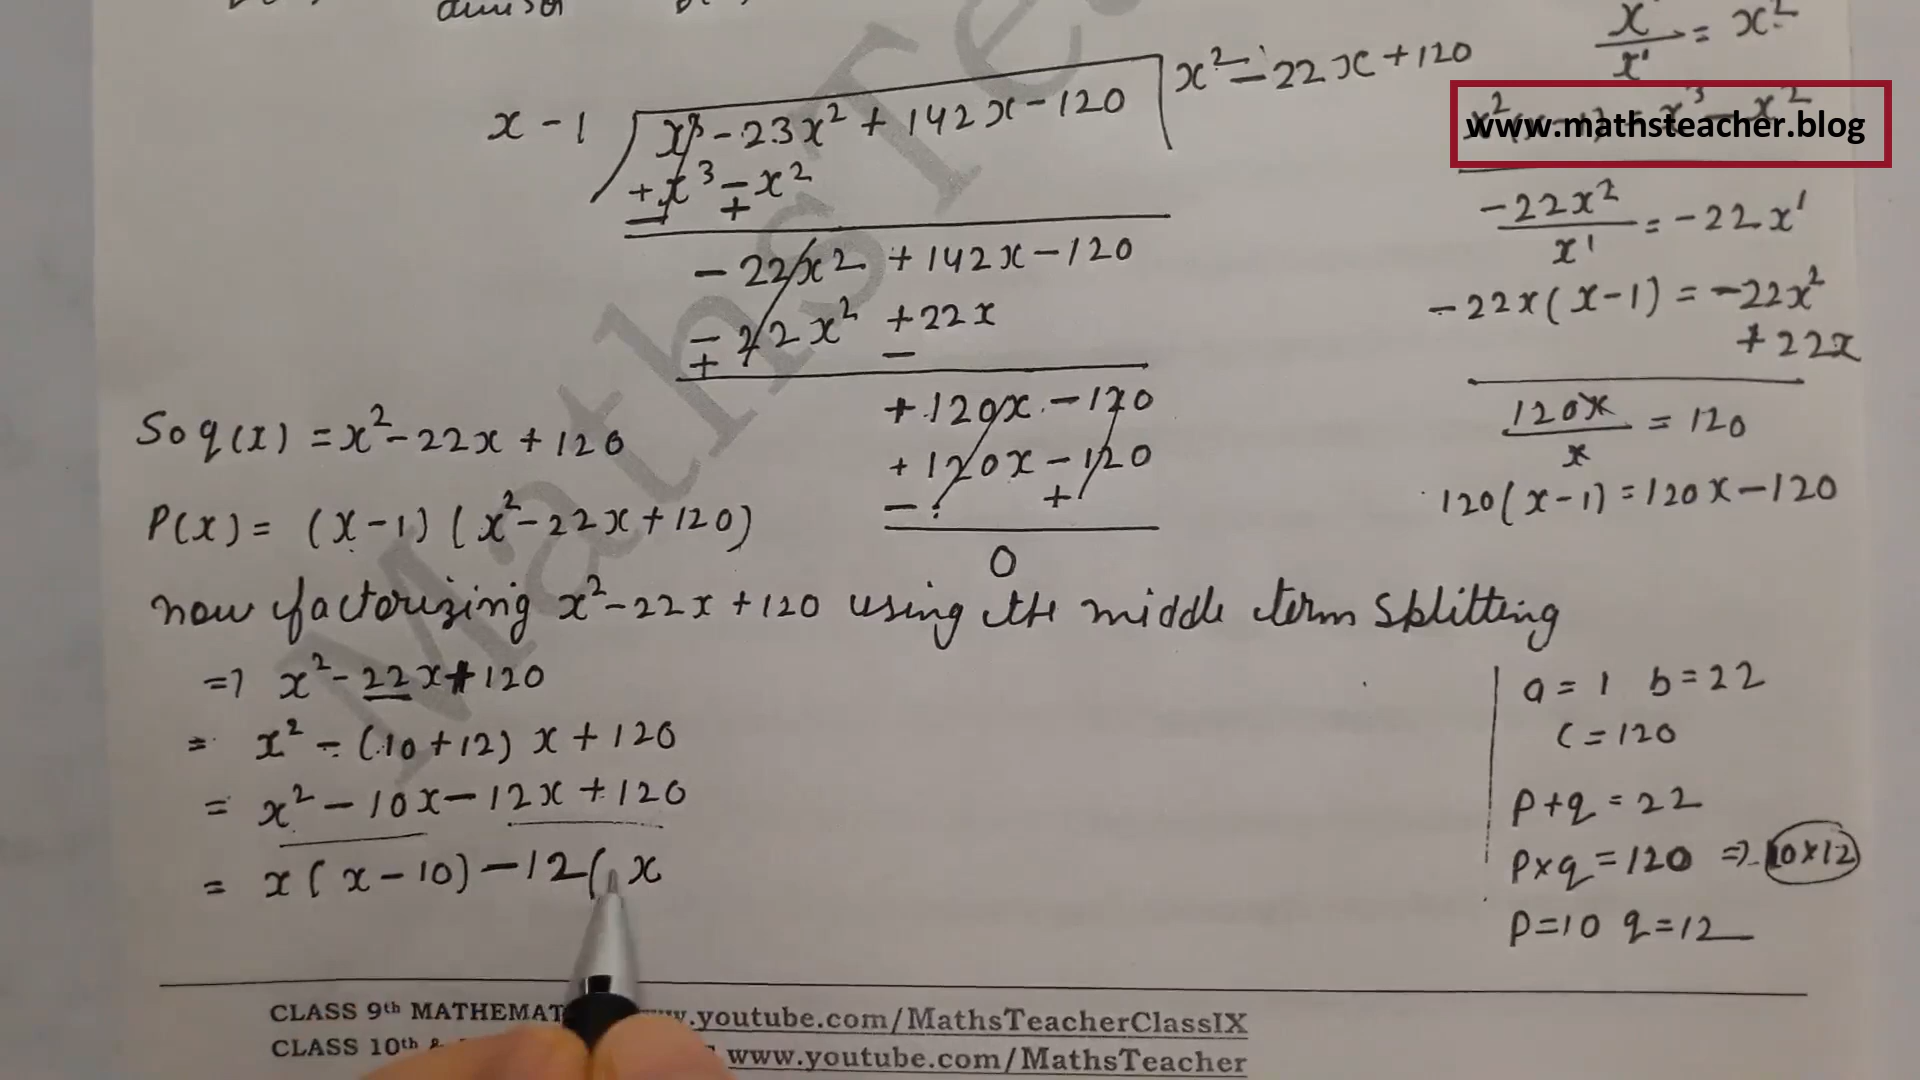 x - 1
x³ - 23x² + 142x - 120
x² - 22x + 120
+x³ - x²
- +
- 22x² + 142x - 120
- 22x² + 22x
+ -
+ 120x - 120
+ 120x - 120
- +
0
So q(x) = x² - 22x + 120
P(x) = (x - 1) (x² - 22x + 120)
now factorizing x² - 22x + 120 using the middle term splitting
=> x² - 22x + 120
= x² - (10 + 12) x + 120
= x² - 10x - 12x + 120
= x (x - 10) - 12 ( x
x / x¹ = x²
www.mathsteacher.blog
-22x² / x¹ = -22x¹
-22x (x - 1) = -22x²
+ 22x
120x / x = 120
120 (x - 1) = 120x - 120
a = 1 b = 22
c = 120
p + q = 22
p x q = 120 => 10 x 12
p = 10 q = 12
CLASS 9th MATHEMAT
.youtube.com/MathsTeacherClassIX
CLASS 10th &
www.youtube.com/MathsTeacher
Maths Te